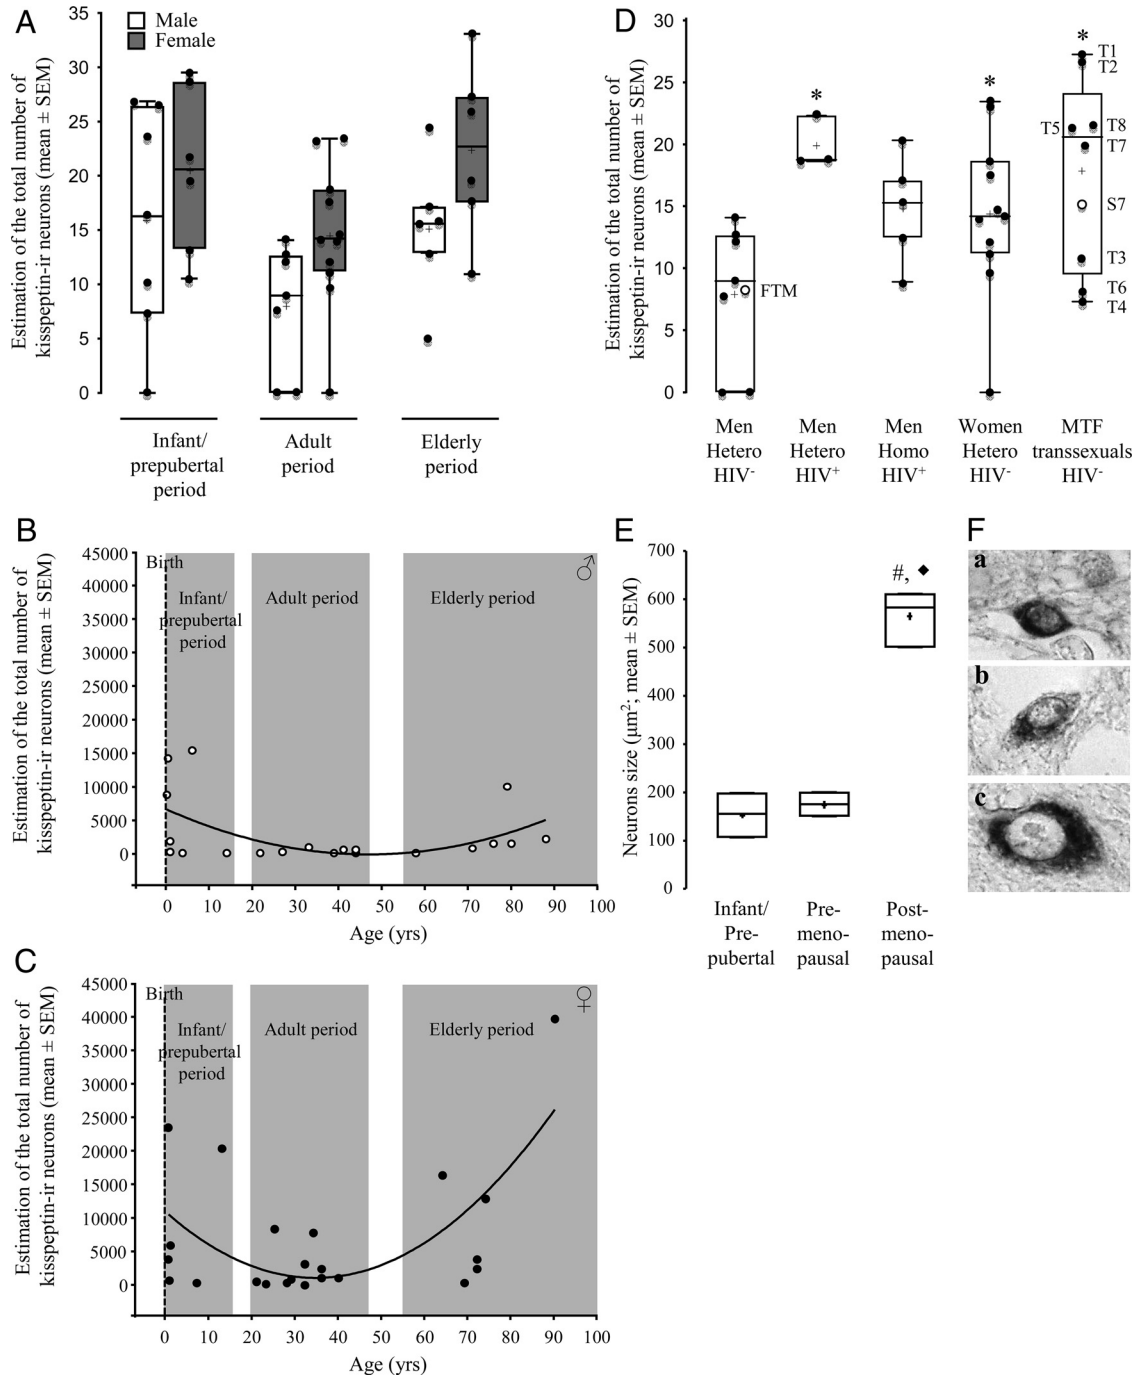 A
Male
Female
Estimation of the total number of
kisspeptin-ir neurons (mean ± SEM)
35
30
25
20
15
10
5
0
Infant/
prepubertal
period
Adult
period
Elderly
period
D
Estimation of the total number of
kisspeptin-ir neurons (mean ± SEM)
30
25
20
15
10
5
0
*
*
*
FTM
T1
T2
T5
T8
T7
S7
T3
T6
T4
Men
Hetero
HIV-
Men
Hetero
HIV+
Men
Homo
HIV+
Women
Hetero
HIV-
MTF
transsexuals
HIV-
B
Estimation of the total number of
kisspeptin-ir neurons (mean ± SEM)
45000
40000
35000
30000
25000
20000
15000
10000
5000
0
Birth
♂
Infant/
prepubertal
period
Adult period
Elderly period
0 10 20 30 40 50 60 70 80 90 100
Age (yrs)
C
Estimation of the total number of
kisspeptin-ir neurons (mean ± SEM)
45000
40000
35000
30000
25000
20000
15000
10000
5000
0
Birth
♀
Infant/
prepubertal
period
Adult period
Elderly period
0 10 20 30 40 50 60 70 80 90 100
Age (yrs)
E
Neurons size (μm²; mean ± SEM)
700
600
500
400
300
200
100
0
#, ◆
Infant/
Pre-
pubertal
Pre-
meno-
pausal
Post-
meno-
pausal
F
a
b
c